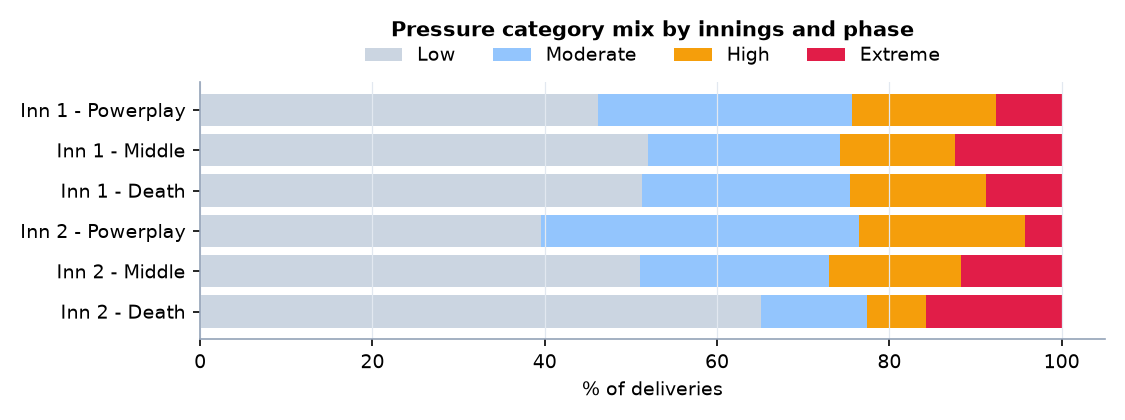 Pressure category mix by innings and phase
Low Moderate High Extreme
Inn 1 - Powerplay
Inn 1 - Middle
Inn 1 - Death
Inn 2 - Powerplay
Inn 2 - Middle
Inn 2 - Death
0 20 40 60 80 100
% of deliveries